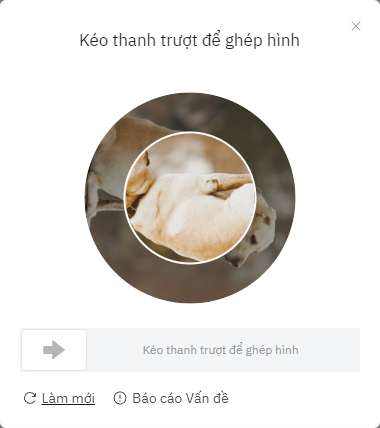 Kéo thanh trượt để ghép hình
Kéo thanh trượt để ghép hình
Làm mới
Báo cáo Vấn đề